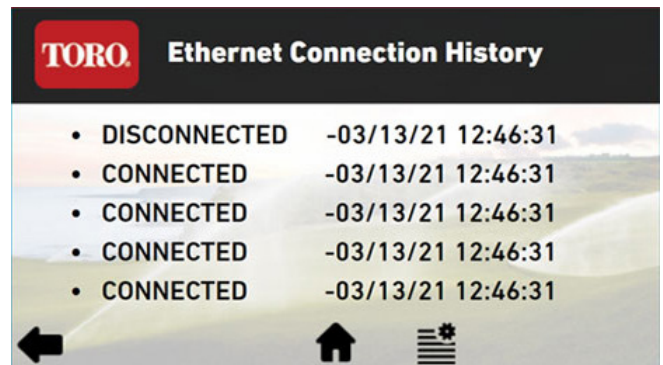 TORO. Ethernet Connection History
• DISCONNECTED -03/13/21 12:46:31
• CONNECTED -03/13/21 12:46:31
• CONNECTED -03/13/21 12:46:31
• CONNECTED -03/13/21 12:46:31
• CONNECTED -03/13/21 12:46:31